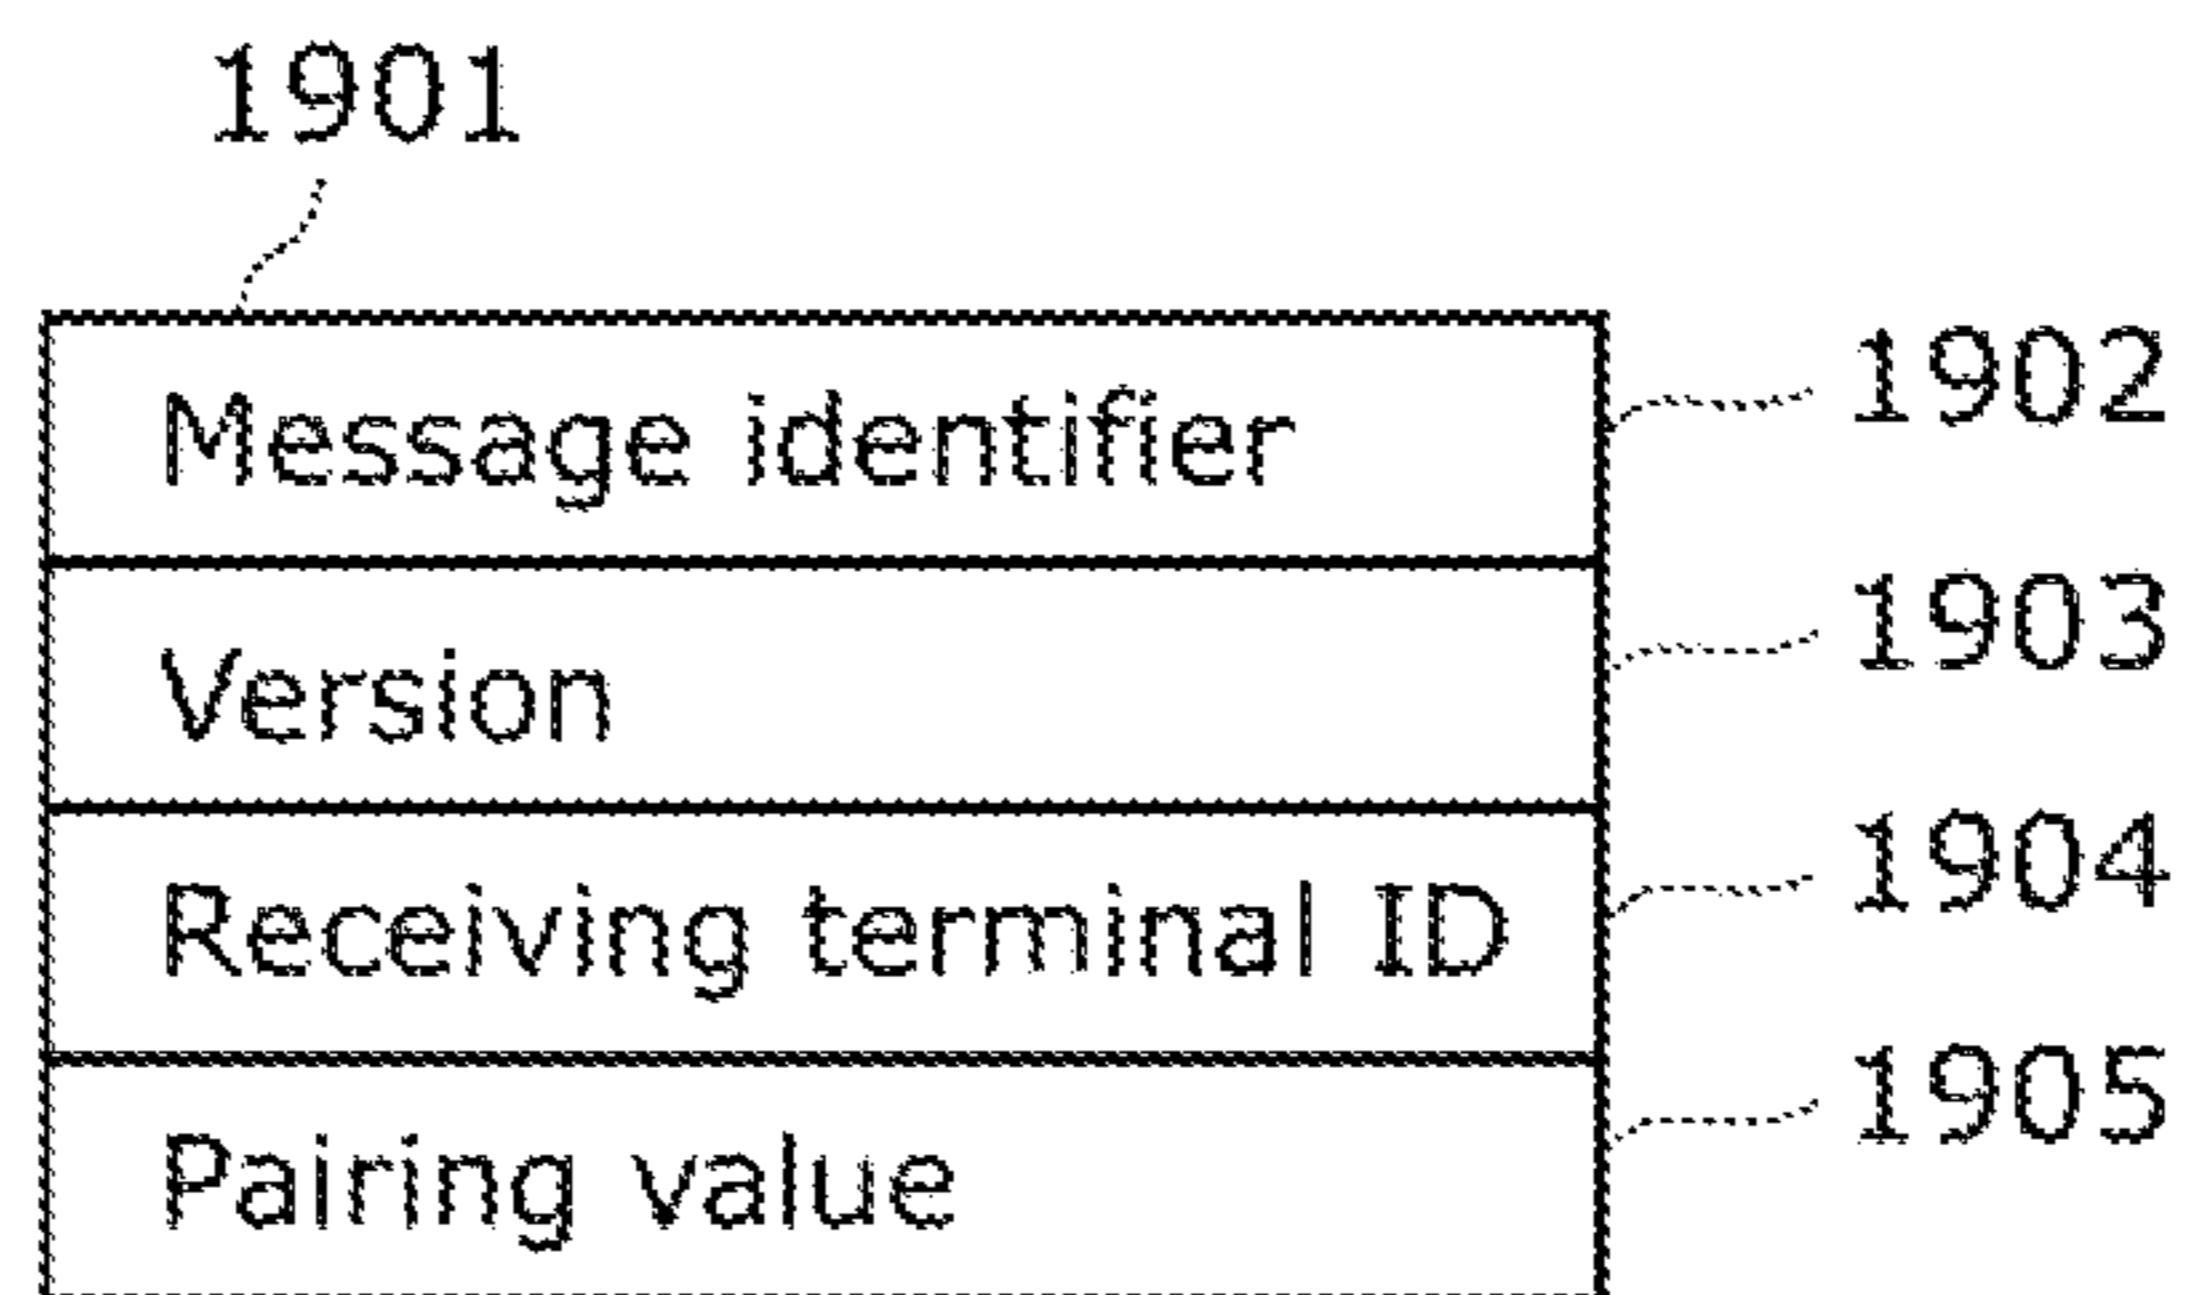 1901
Message identifier 1902
Version 1903
Receiving terminal ID 1904
Pairing value 1905